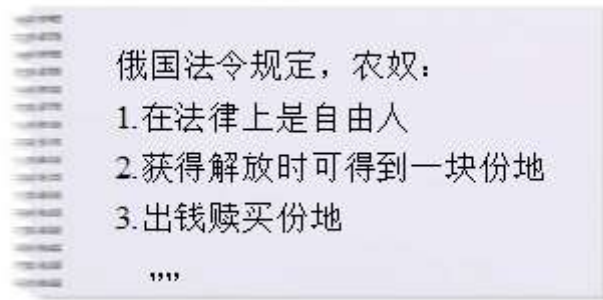 俄国法令规定，农奴：
1.在法律上是自由人
2.获得解放时可得到一块份地
3.出钱赎买份地
,,,,